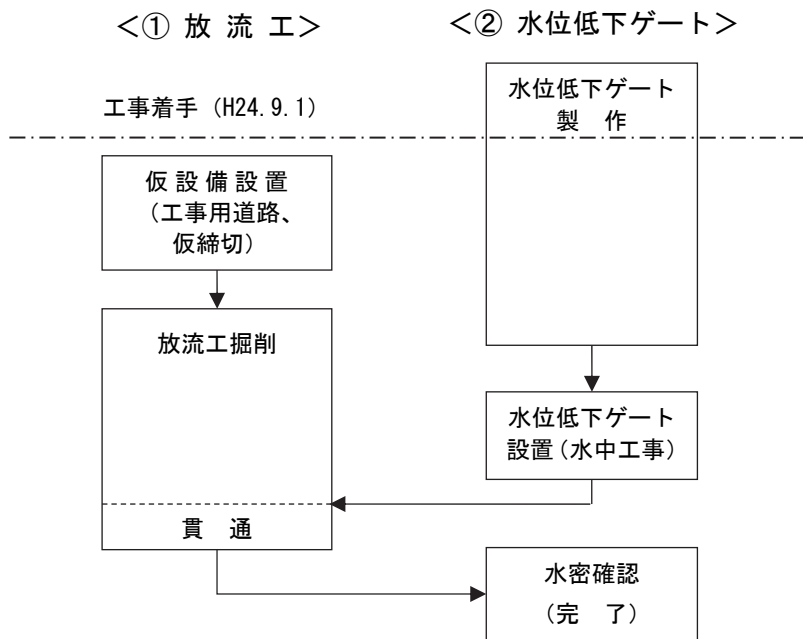 ＜① 放 流 工＞
＜② 水位低下ゲート＞
工事着手（H24.9.1）
水位低下ゲート
製　作
仮 設 備 設 置
（工事用道路、
仮締切）
放流工掘削
水位低下ゲート
設置（水中工事）
貫　通
水密確認
（完　了）